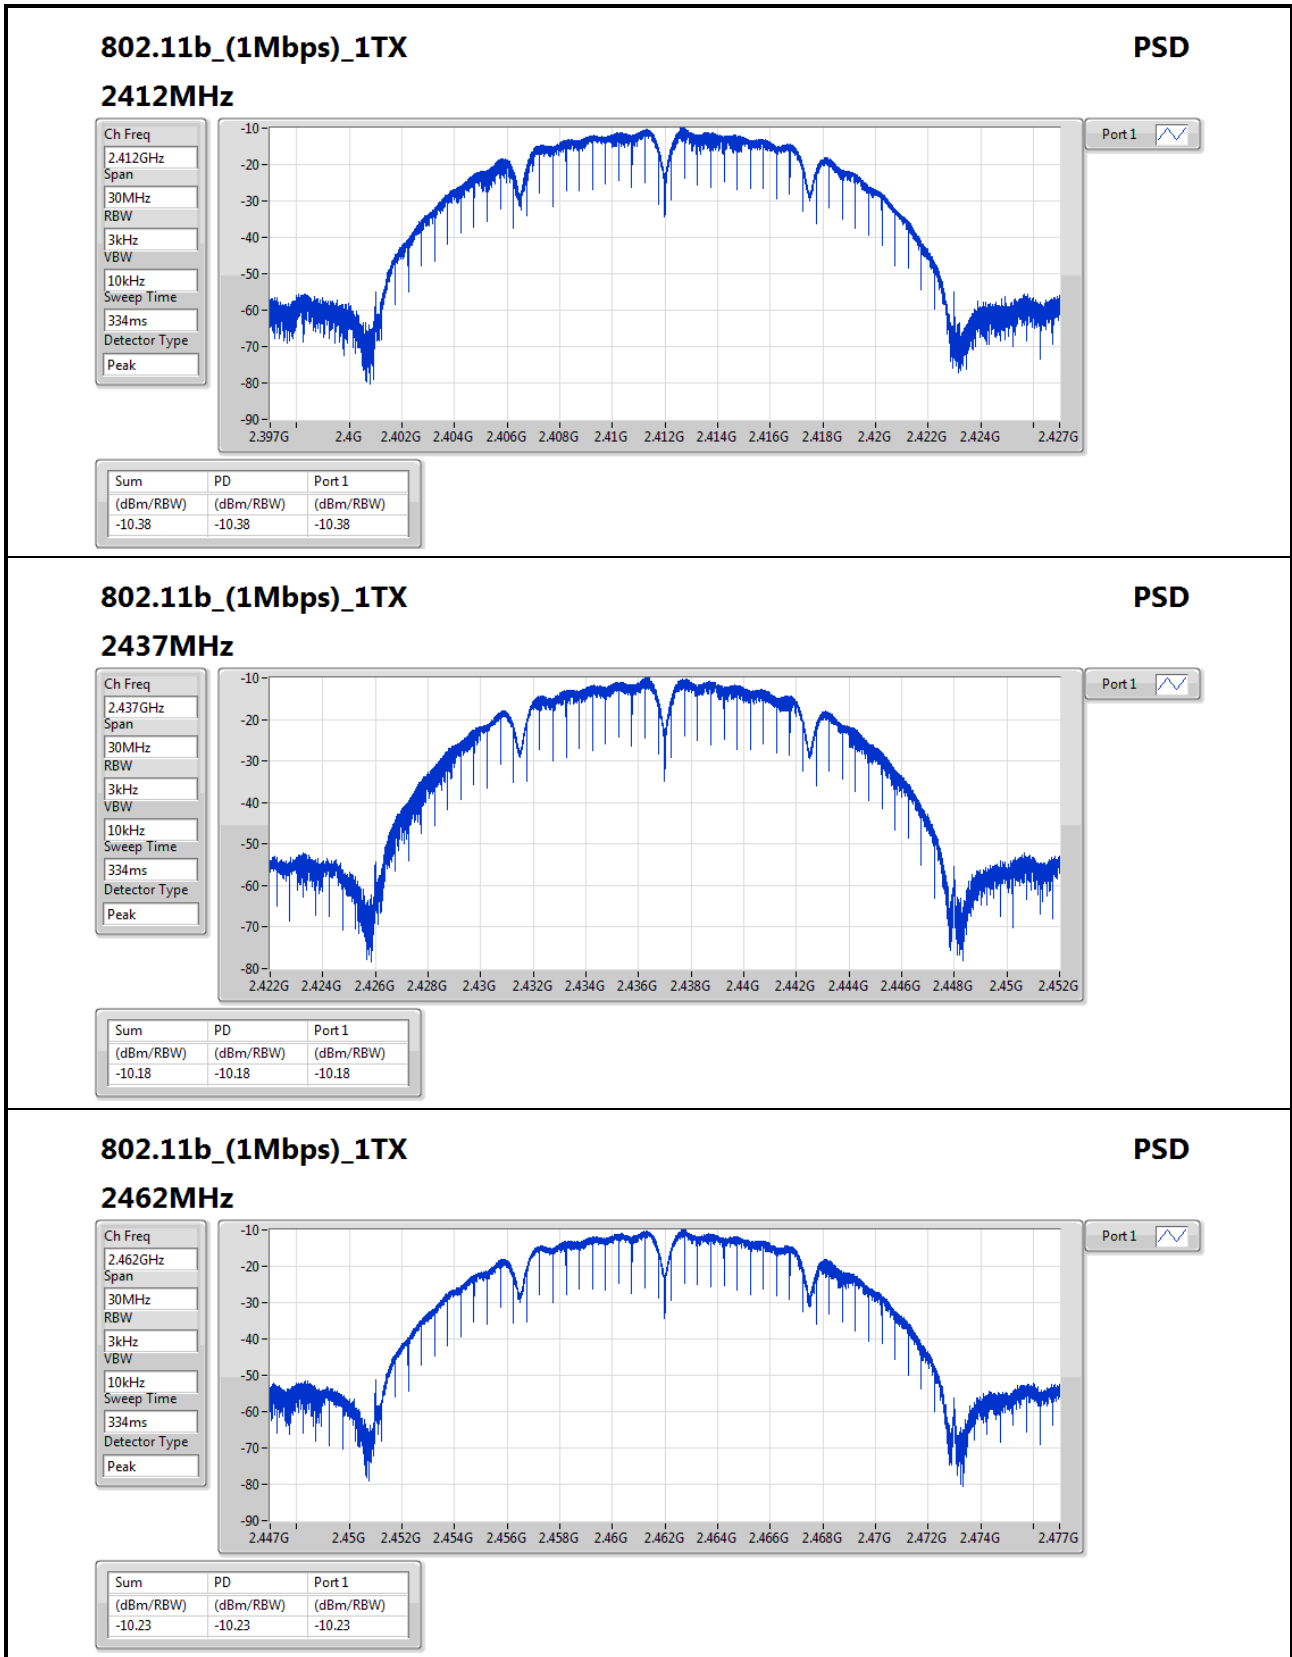 802.11b_(1Mbps)_1TX PSD
2412MHz
Ch Freq
2.412GHz
Span
30MHz
RBW
3kHz
VBW
10kHz
Sweep Time
334ms
Detector Type
Peak
-10
-20
-30
-40
-50
-60
-70
-80
-90
2.397G 2.4G 2.402G 2.404G 2.406G 2.408G 2.41G 2.412G 2.414G 2.416G 2.418G 2.42G 2.422G 2.424G 2.427G
Port 1
Sum PD Port 1
(dBm/RBW) (dBm/RBW) (dBm/RBW)
-10.38 -10.38 -10.38
802.11b_(1Mbps)_1TX PSD
2437MHz
Ch Freq
2.437GHz
Span
30MHz
RBW
3kHz
VBW
10kHz
Sweep Time
334ms
Detector Type
Peak
-10
-20
-30
-40
-50
-60
-70
-80
2.422G 2.424G 2.426G 2.428G 2.43G 2.432G 2.434G 2.436G 2.438G 2.44G 2.442G 2.444G 2.446G 2.448G 2.45G 2.452G
Port 1
Sum PD Port 1
(dBm/RBW) (dBm/RBW) (dBm/RBW)
-10.18 -10.18 -10.18
802.11b_(1Mbps)_1TX PSD
2462MHz
Ch Freq
2.462GHz
Span
30MHz
RBW
3kHz
VBW
10kHz
Sweep Time
334ms
Detector Type
Peak
-10
-20
-30
-40
-50
-60
-70
-80
-90
2.447G 2.45G 2.452G 2.454G 2.456G 2.458G 2.46G 2.462G 2.464G 2.466G 2.468G 2.47G 2.472G 2.474G 2.477G
Port 1
Sum PD Port 1
(dBm/RBW) (dBm/RBW) (dBm/RBW)
-10.23 -10.23 -10.23